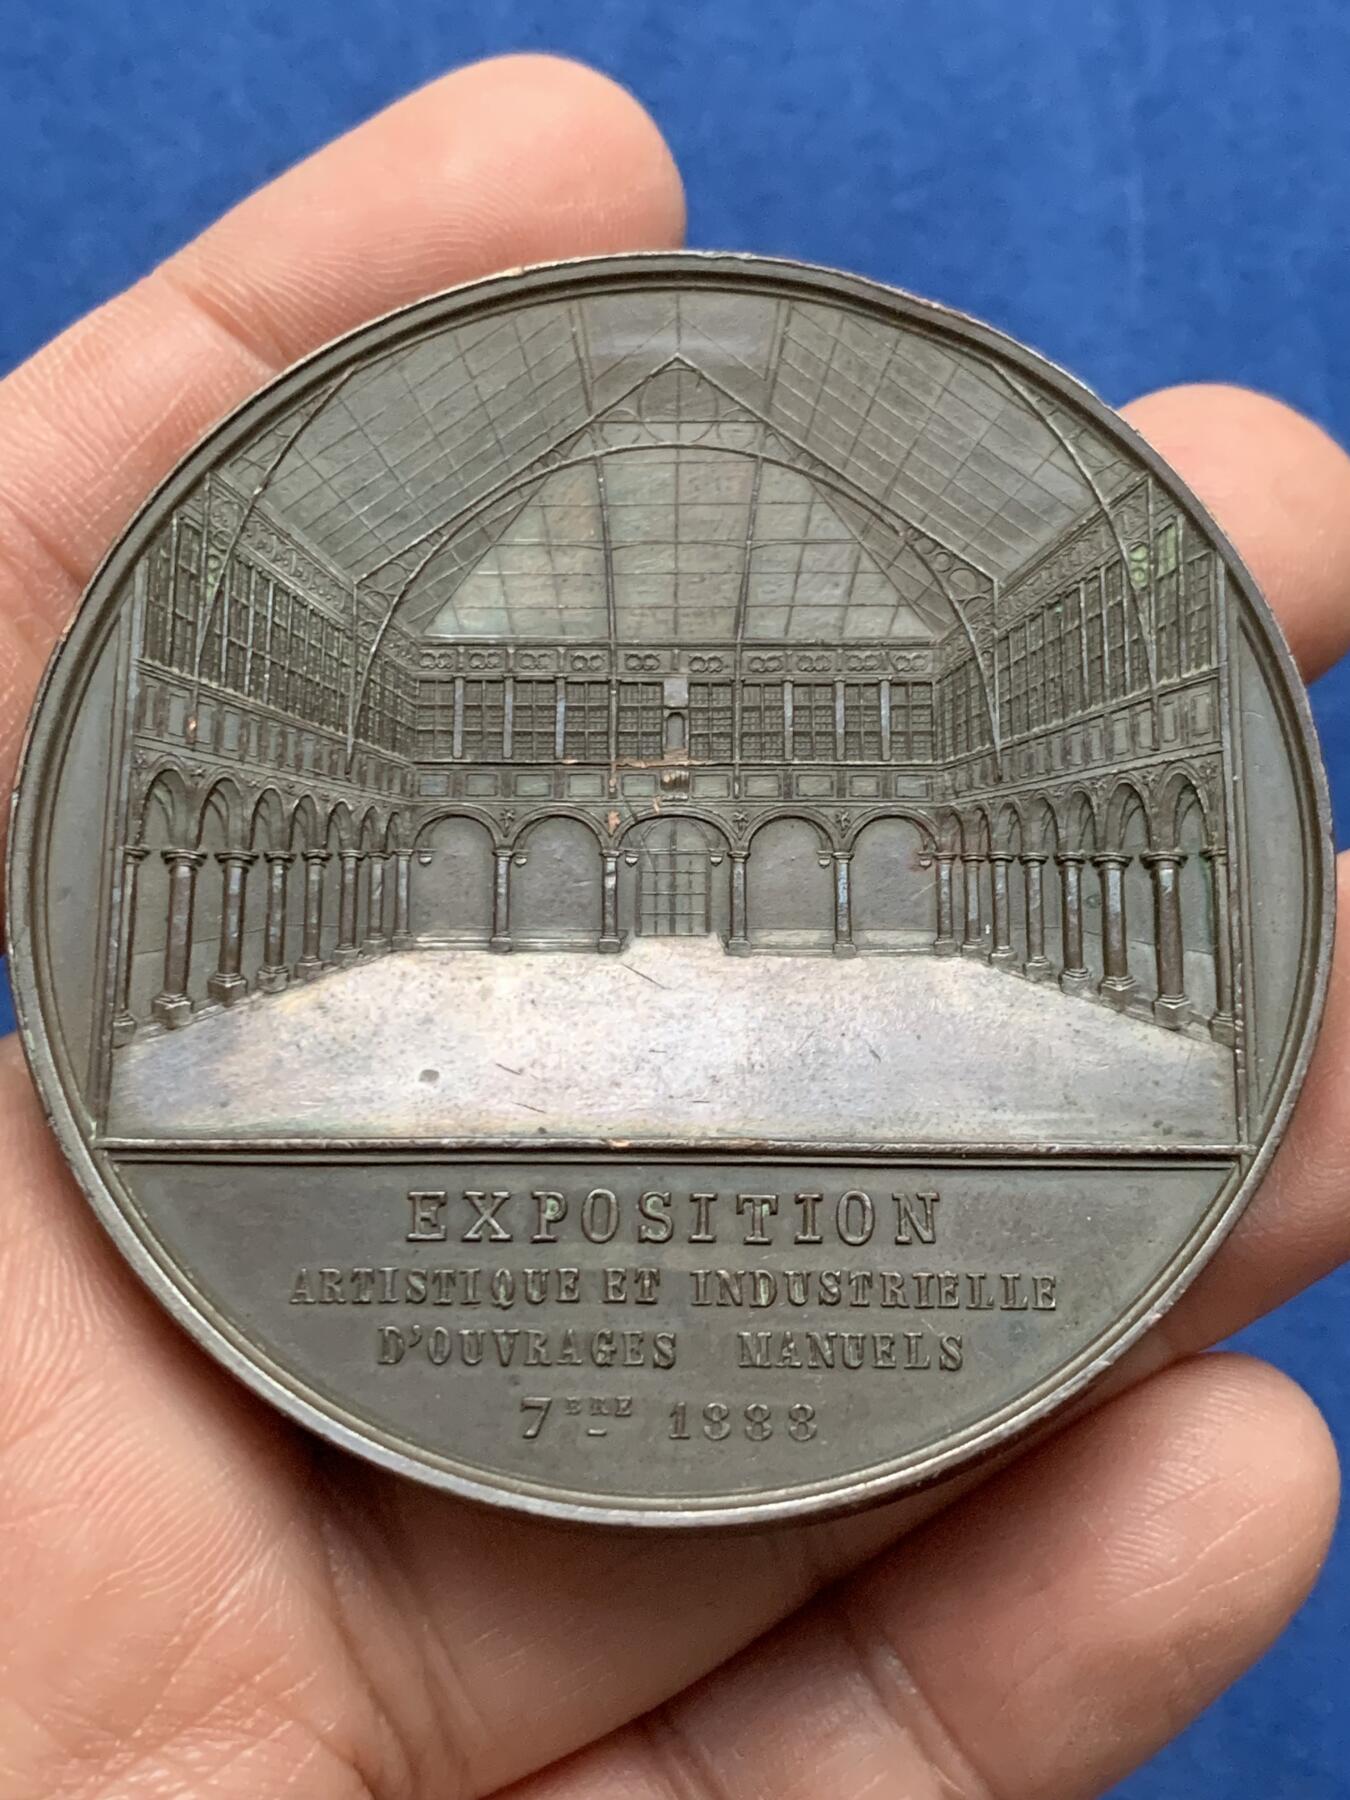 EXPOSITION
ARTISTIQUE ET INDUSTRIELLE
D'OUVRAGES MANUELS
7BRE 1888